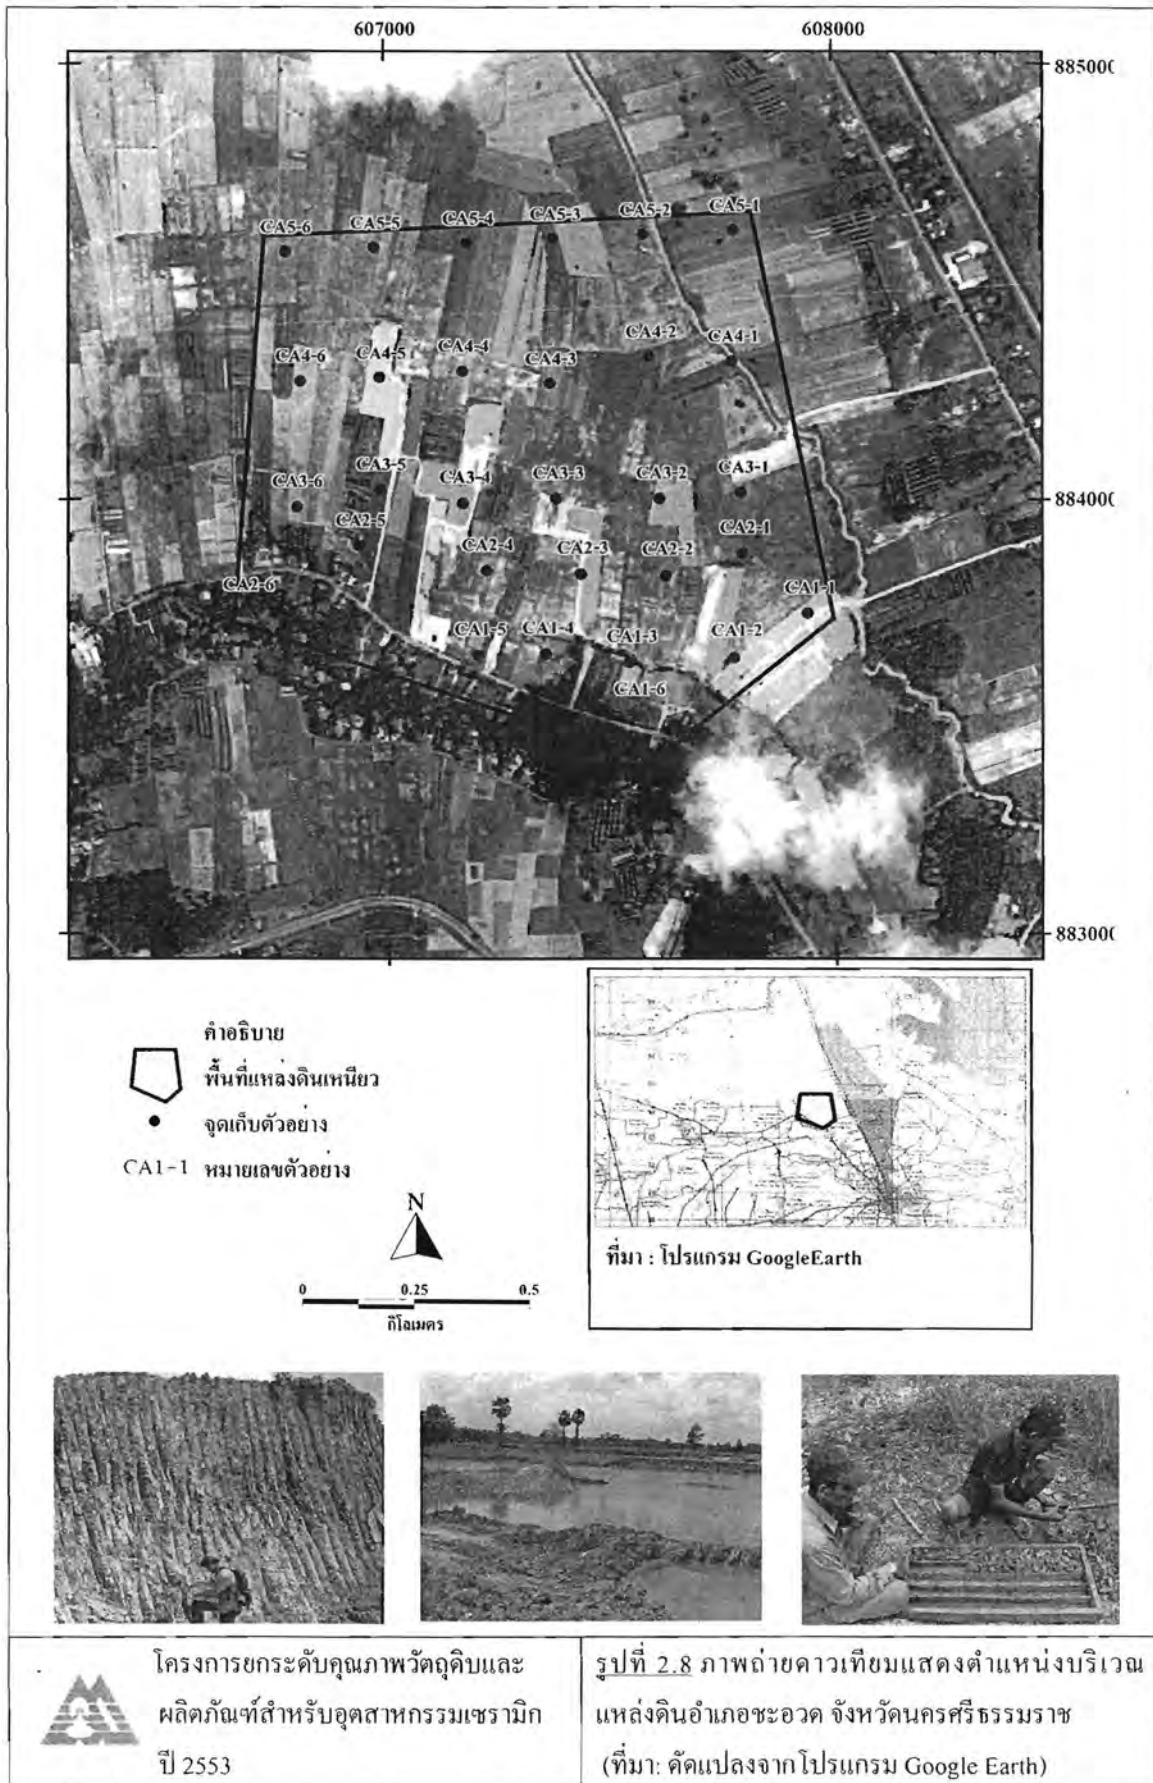 607000 608000
88500
CA5-6 CA5-5 CA5-4 CA5-3 CA5-2 CA5-1
CA4-6 CA4-5 CA4-4 CA4-3 CA4-2 CA4-1
CA3-6 CA3-5 CA3-4 CA3-3 CA3-2 CA3-1
88400
CA2-6 CA2-5 CA2-4 CA2-3 CA2-2 CA2-1
CA1-5 CA1-4 CA1-3 CA1-2 CA1-1
CA1-6
88300
คำอธิบาย
พื้นที่แหล่งดินเหนียว
จุดเก็บตัวอย่าง
CA1-1 หมายเลขตัวอย่าง
N
0 0.25 0.5
กิโลเมตร
ที่มา : โปรแกรม GoogleEarth
โครงการยกระดับคุณภาพวัตถุดิบและ
ผลิตภัณฑ์สำหรับอุตสาหกรรมเซรามิก
ปี 2553
รูปที่ 2.8 ภาพถ่ายดาวเทียมแสดงตำแหน่งบริเวณ
แหล่งดินอำเภอชะอวด จังหวัดนครศรีธรรมราช
(ที่มา: ดัดแปลงจากโปรแกรม Google Earth)